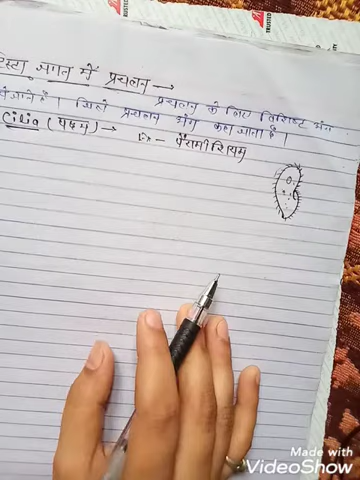 जगत में प्रचलन →
प्रचलन के लिए विशिष्ट अंग
जाते है । जिसे प्रचलन अंग कहा जाता है ।
Cilia (पक्ष्म) → Ex - पैरामीशियम
Made with
VideoShow